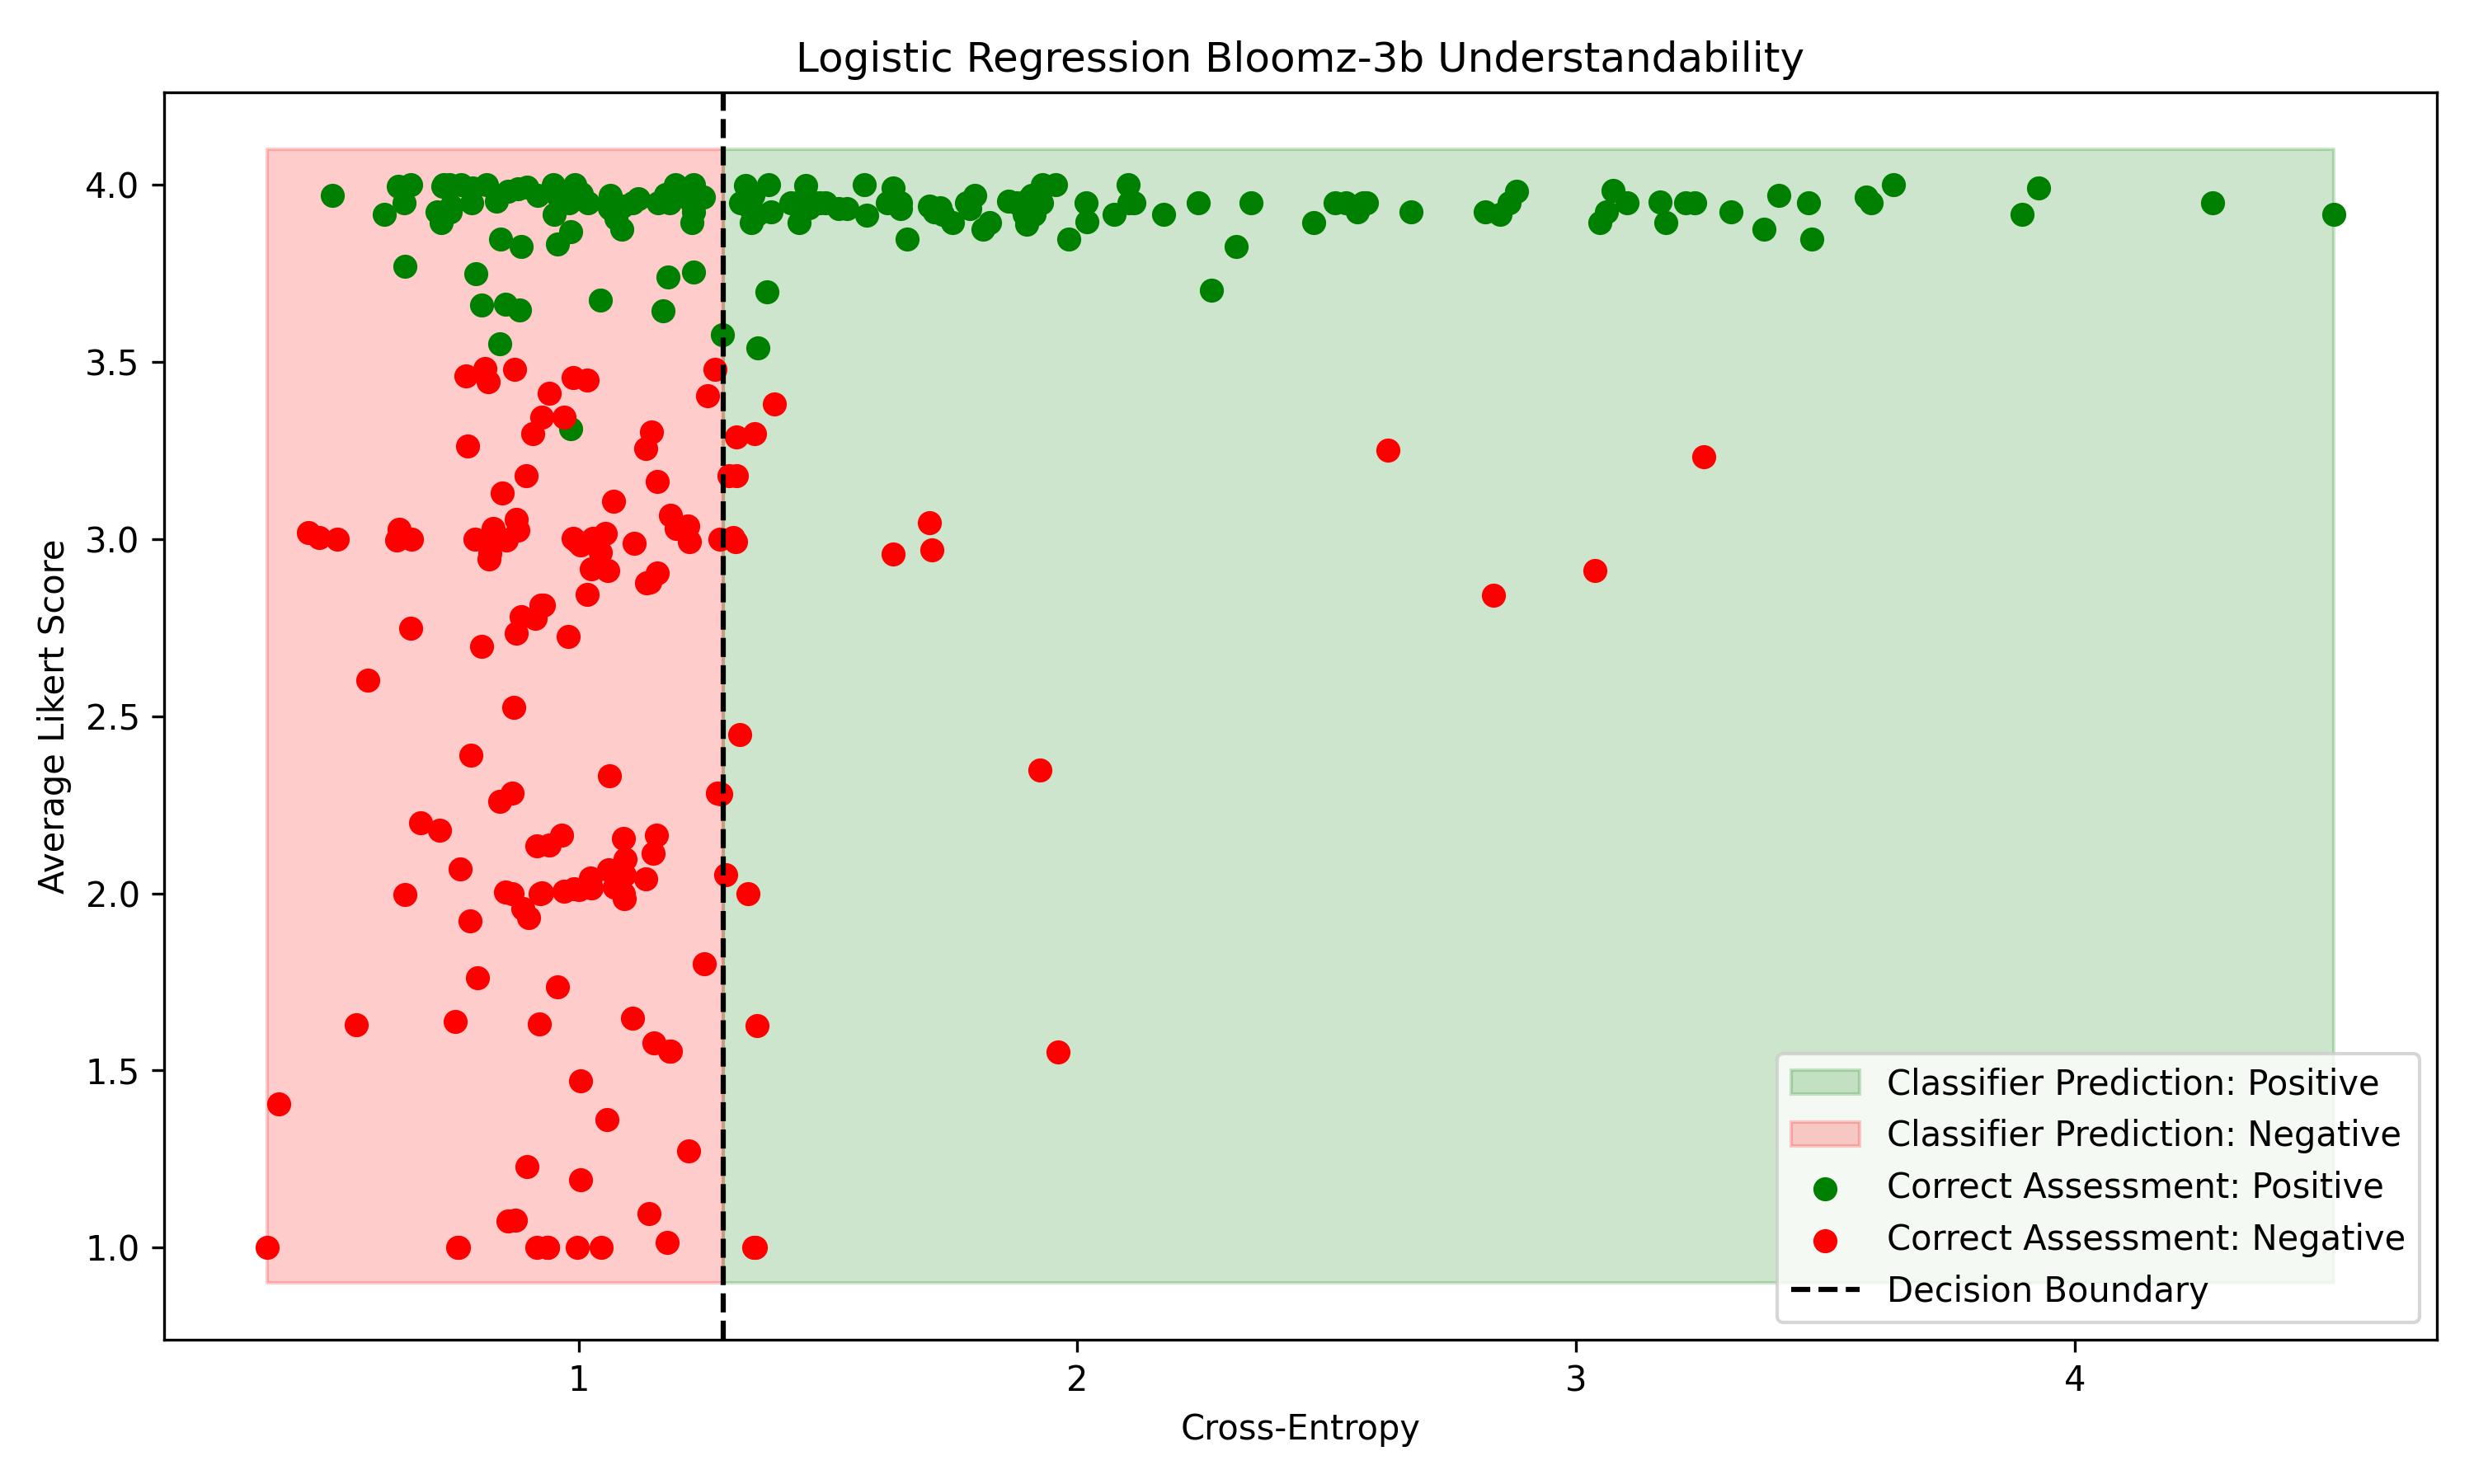 Logistic Regression Bloomz-3b Understandability
Average Likert Score
4.0
3.5
3.0
2.5
2.0
1.5
1.0
Classifier Prediction: Positive
Classifier Prediction: Negative
Correct Assessment: Positive
Correct Assessment: Negative
Decision Boundary
1 2 3 4
Cross-Entropy